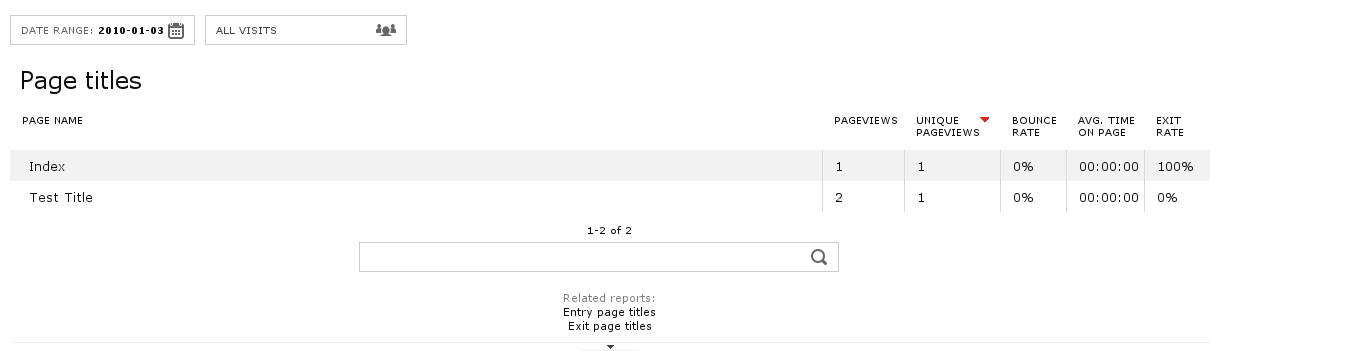 DATE RANGE: 2010-01-03 ALL VISITS
Page titles
PAGE NAME PAGEVIEWS UNIQUE PAGEVIEWS BOUNCE RATE AVG. TIME ON PAGE EXIT RATE
Index 1 1 0% 00:00:00 100%
Test Title 2 1 0% 00:00:00 0%
1-2 of 2
Related reports:
Entry page titles
Exit page titles